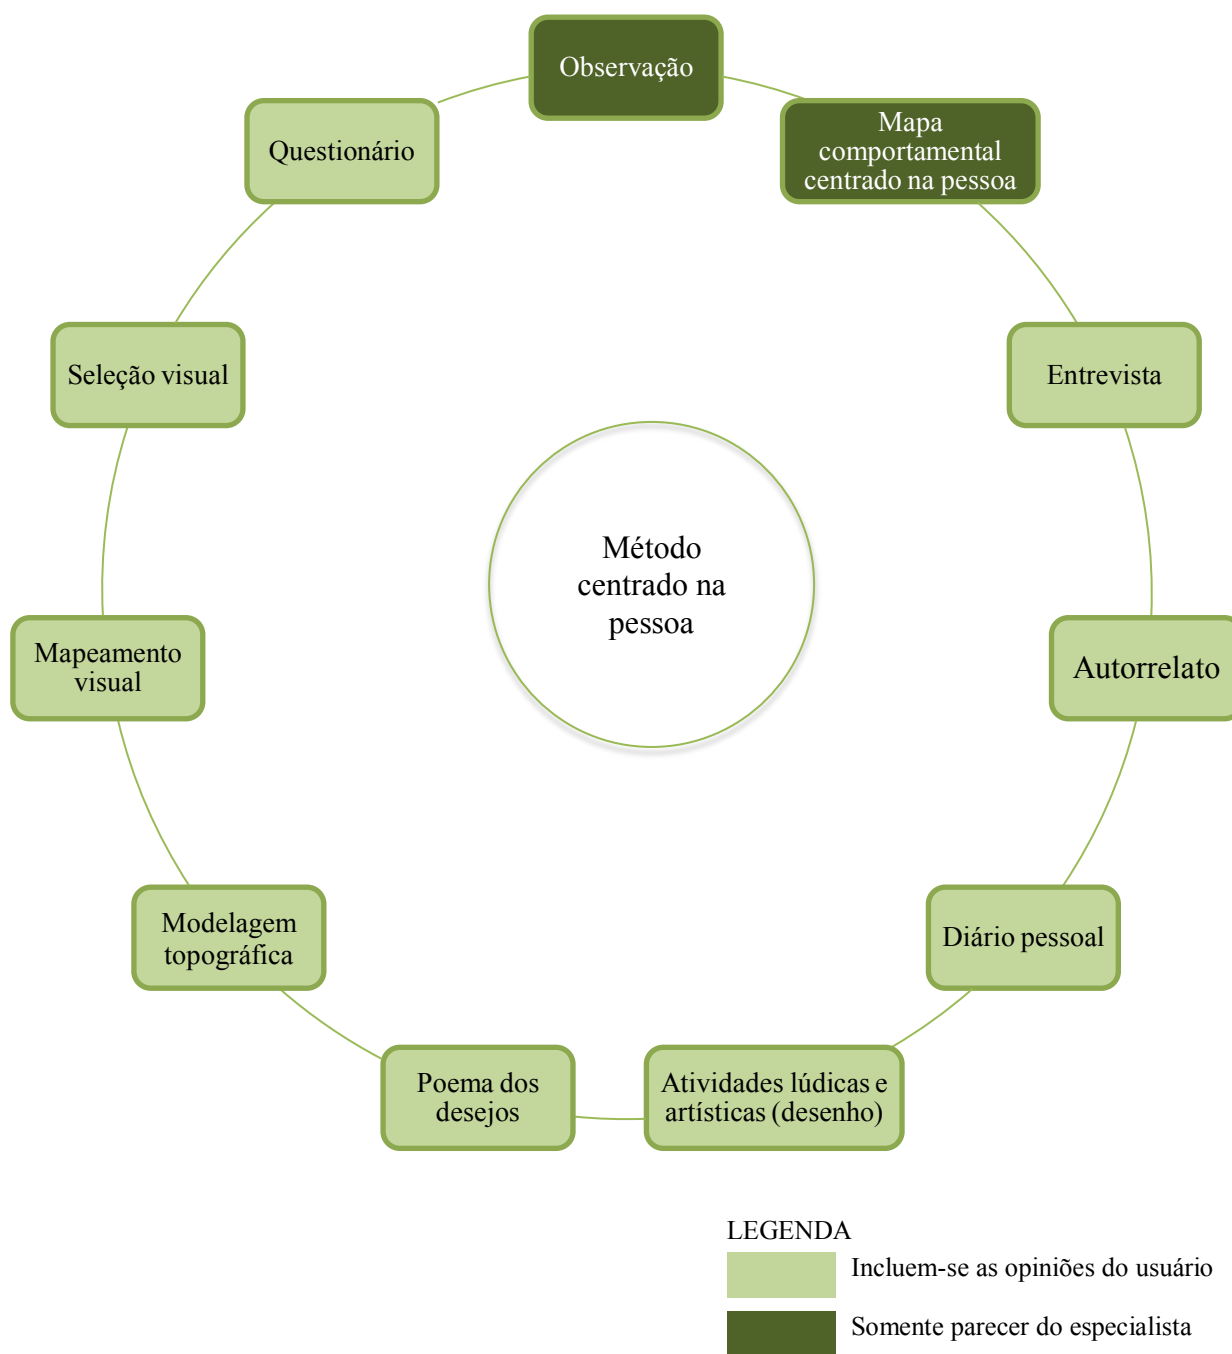 Observação
Mapa
comportamental
centrado na pessoa
Questionário
Seleção visual
Entrevista
Método
centrado na
pessoa
Mapeamento
visual
Autorrelato
Modelagem
topográfica
Diário pessoal
Poema dos
desejos
Atividades lúdicas e
artísticas (desenho)
LEGENDA
Incluem-se as opiniões do usuário
Somente parecer do especialista